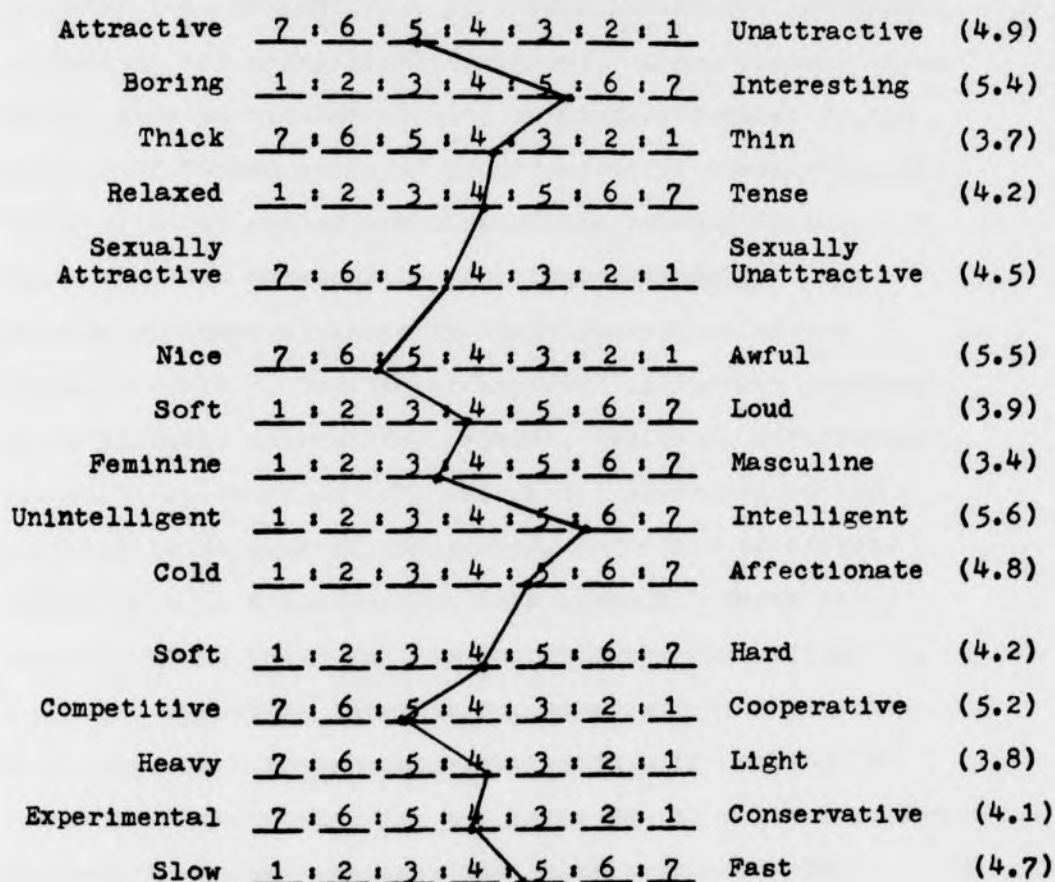 Attractive 7 : 6 : 5 : 4 : 3 : 2 : 1 Unattractive (4.9)
Boring 1 : 2 : 3 : 4 : 5 : 6 : 7 Interesting (5.4)
Thick 7 : 6 : 5 : 4 : 3 : 2 : 1 Thin (3.7)
Relaxed 1 : 2 : 3 : 4 : 5 : 6 : 7 Tense (4.2)
Sexually Sexually
Attractive 7 : 6 : 5 : 4 : 3 : 2 : 1 Unattractive (4.5)
Nice 7 : 6 : 5 : 4 : 3 : 2 : 1 Awful (5.5)
Soft 1 : 2 : 3 : 4 : 5 : 6 : 7 Loud (3.9)
Feminine 1 : 2 : 3 : 4 : 5 : 6 : 7 Masculine (3.4)
Unintelligent 1 : 2 : 3 : 4 : 5 : 6 : 7 Intelligent (5.6)
Cold 1 : 2 : 3 : 4 : 5 : 6 : 7 Affectionate (4.8)
Soft 1 : 2 : 3 : 4 : 5 : 6 : 7 Hard (4.2)
Competitive 7 : 6 : 5 : 4 : 3 : 2 : 1 Cooperative (5.2)
Heavy 7 : 6 : 5 : 4 : 3 : 2 : 1 Light (3.8)
Experimental 7 : 6 : 5 : 4 : 3 : 2 : 1 Conservative (4.1)
Slow 1 : 2 : 3 : 4 : 5 : 6 : 7 Fast (4.7)